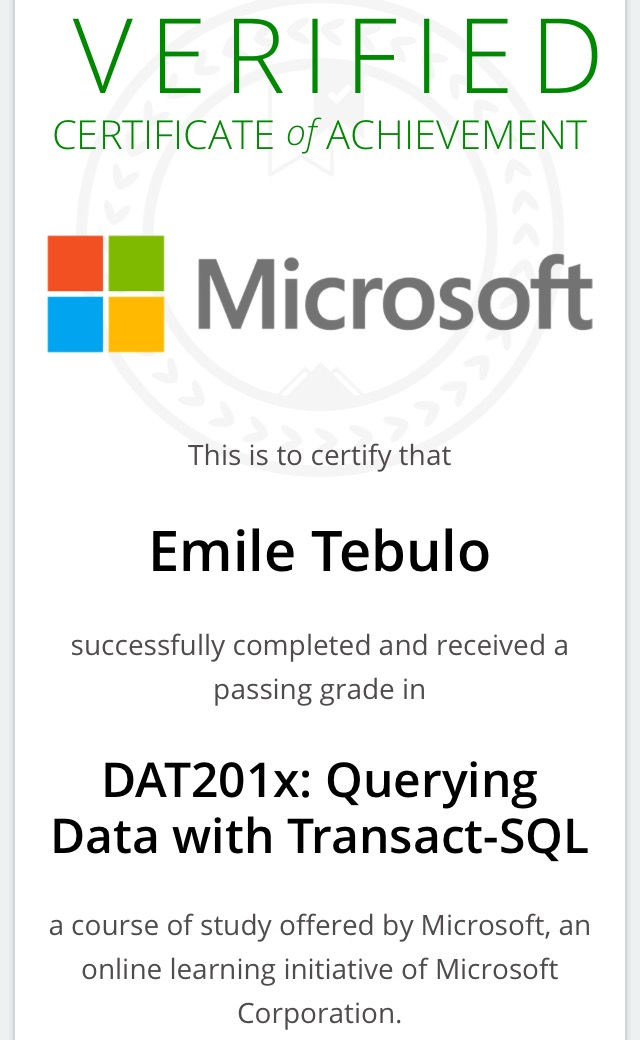 VERIFIED
CERTIFICATE of ACHIEVEMENT
Microsoft
This is to certify that
Emile Tebulo
successfully completed and received a
passing grade in
DAT201x: Querying
Data with Transact-SQL
a course of study offered by Microsoft, an
online learning initiative of Microsoft
Corporation.